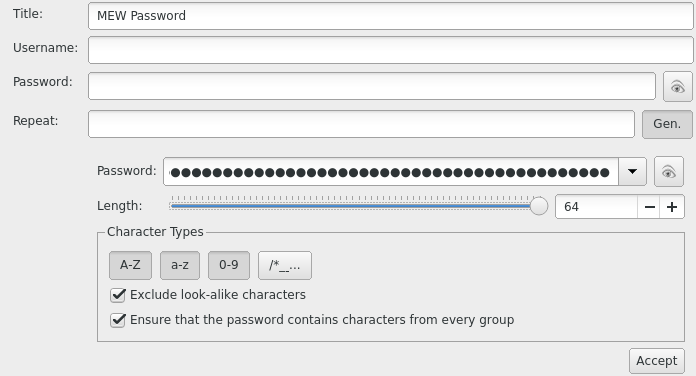 Title: MEW Password
Username:
Password:
Repeat: Gen.
Password: ●●●●●●●●●●●●●●●●●●●●●●●●●●●●●●●●●●●●●●●●●●
Length: 64 − +
Character Types
A-Z a-z 0-9 /*__...
Exclude look-alike characters
Ensure that the password contains characters from every group
Accept